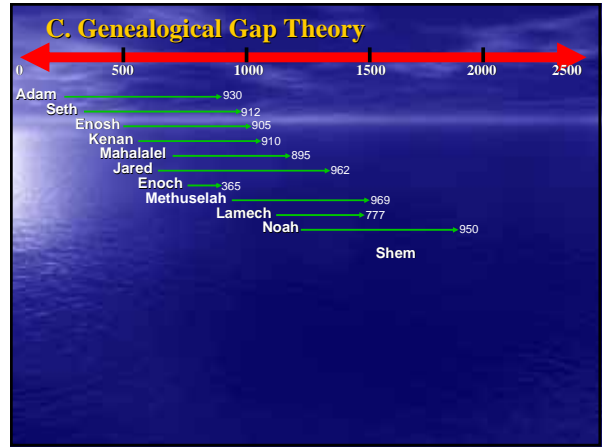 C. Genealogical Gap Theory
0 500 1000 1500 2000 2500
Adam 930
Seth 912
Enosh 905
Kenan 910
Mahalalel 895
Jared 962
Enoch 365
Methuselah 969
Lamech 777
Noah 950
Shem